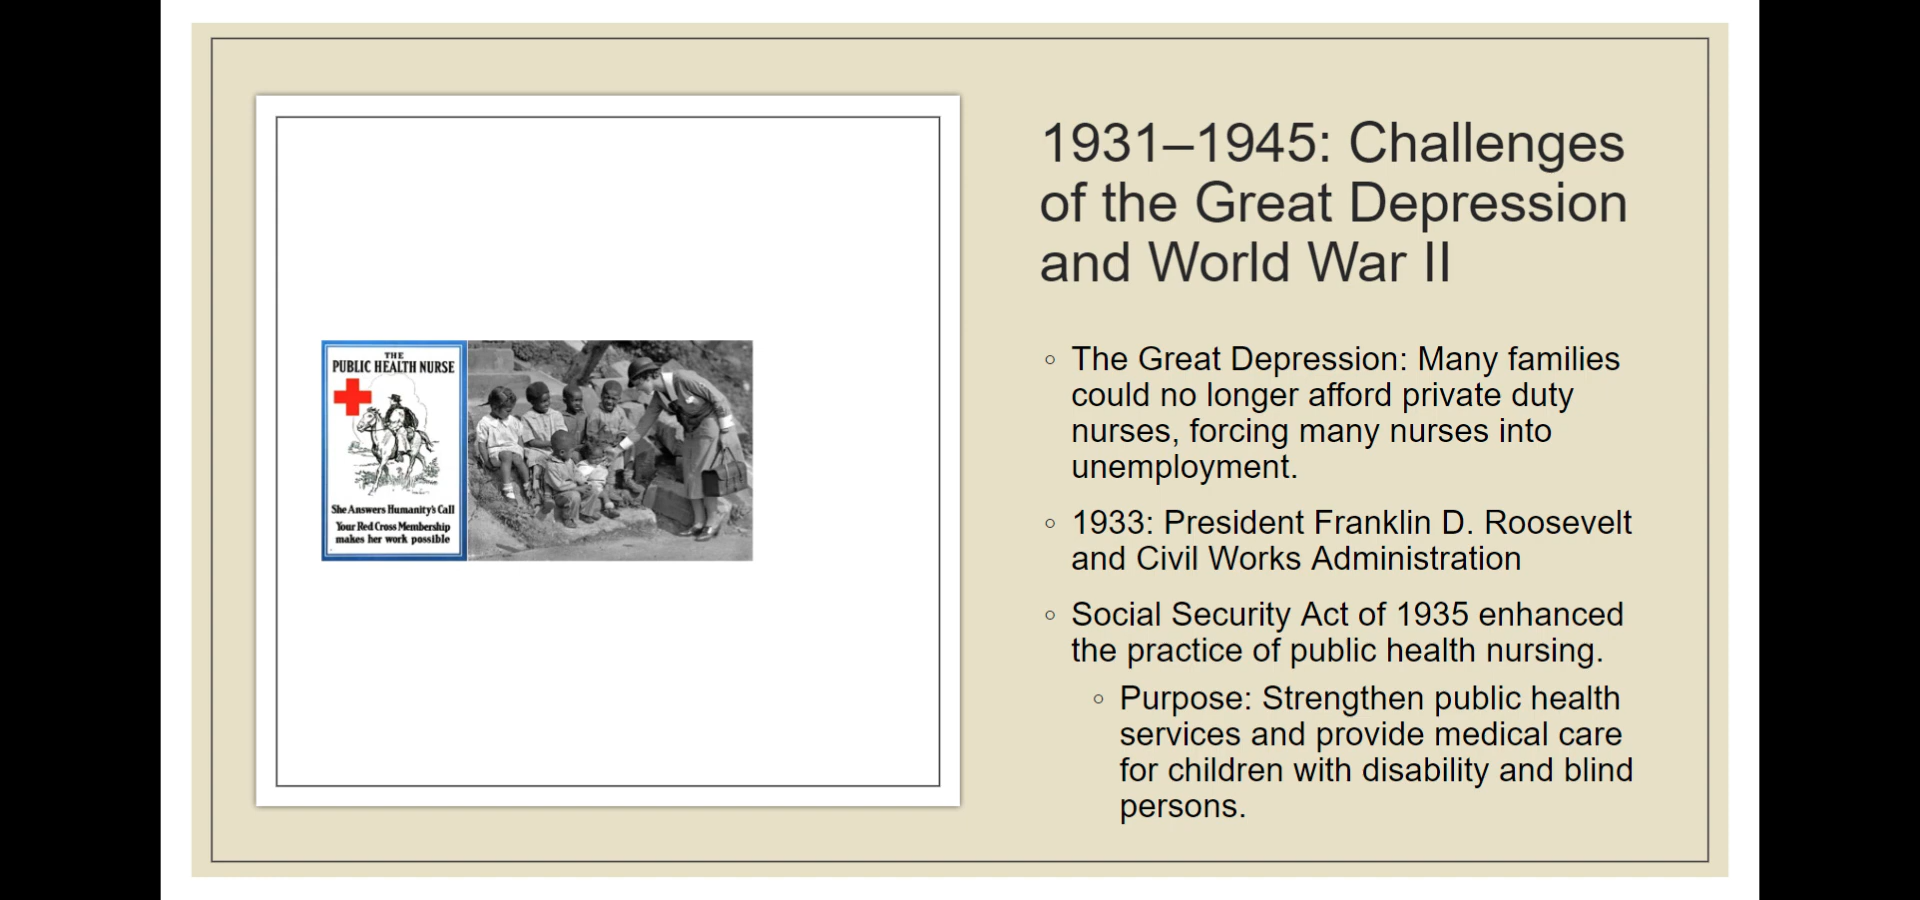 THE
PUBLIC HEALTH NURSE
She Answers Humanity's Call
Your Red Cross Membership
makes her work possible
1931–1945: Challenges
of the Great Depression
and World War II
◦ The Great Depression: Many families
could no longer afford private duty
nurses, forcing many nurses into
unemployment.
◦ 1933: President Franklin D. Roosevelt
and Civil Works Administration
◦ Social Security Act of 1935 enhanced
the practice of public health nursing.
◦ Purpose: Strengthen public health
services and provide medical care
for children with disability and blind
persons.